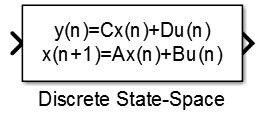 y(n)=Cx(n)+Du(n)
x(n+1)=Ax(n)+Bu(n)
Discrete State-Space